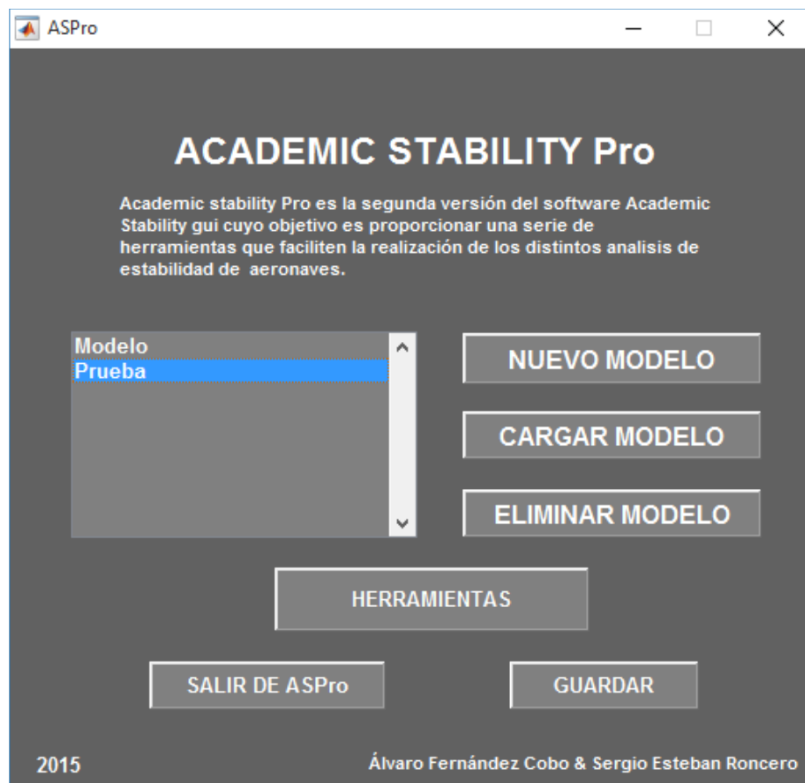 ASPro
ACADEMIC STABILITY Pro
Academic stability Pro es la segunda versión del software Academic
Stability gui cuyo objetivo es proporcionar una serie de
herramientas que faciliten la realización de los distintos analisis de
estabilidad de aeronaves.
Modelo
Prueba
NUEVO MODELO
CARGAR MODELO
ELIMINAR MODELO
HERRAMIENTAS
SALIR DE ASPro
GUARDAR
2015
Álvaro Fernández Cobo & Sergio Esteban Roncero